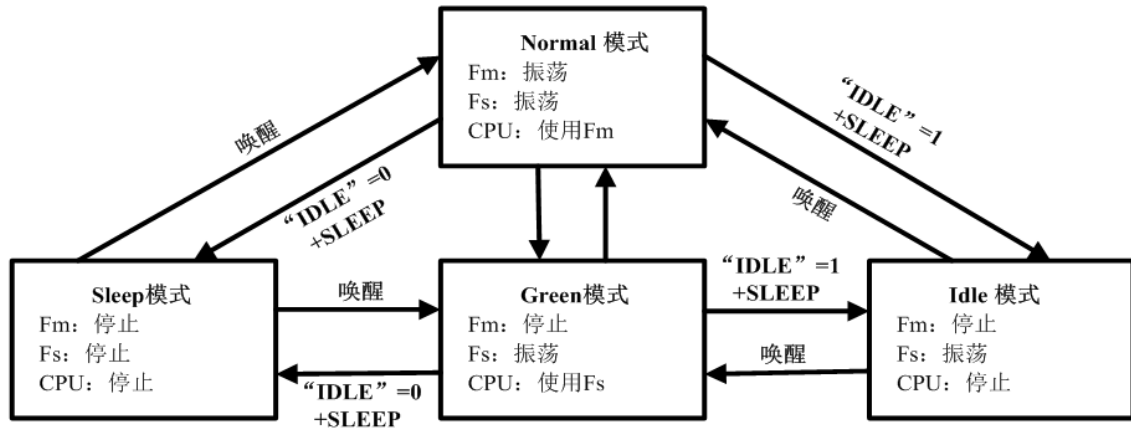 Normal 模式
Fm：振荡
Fs：振荡
CPU：使用Fm
唤醒
“IDLE”=0
+SLEEP
“IDLE”=1
+SLEEP
唤醒
Sleep模式
Fm：停止
Fs：停止
CPU：停止
唤醒
“IDLE”=0
+SLEEP
Green模式
Fm：停止
Fs：振荡
CPU：使用Fs
“IDLE”=1
+SLEEP
唤醒
Idle 模式
Fm：停止
Fs：振荡
CPU：停止